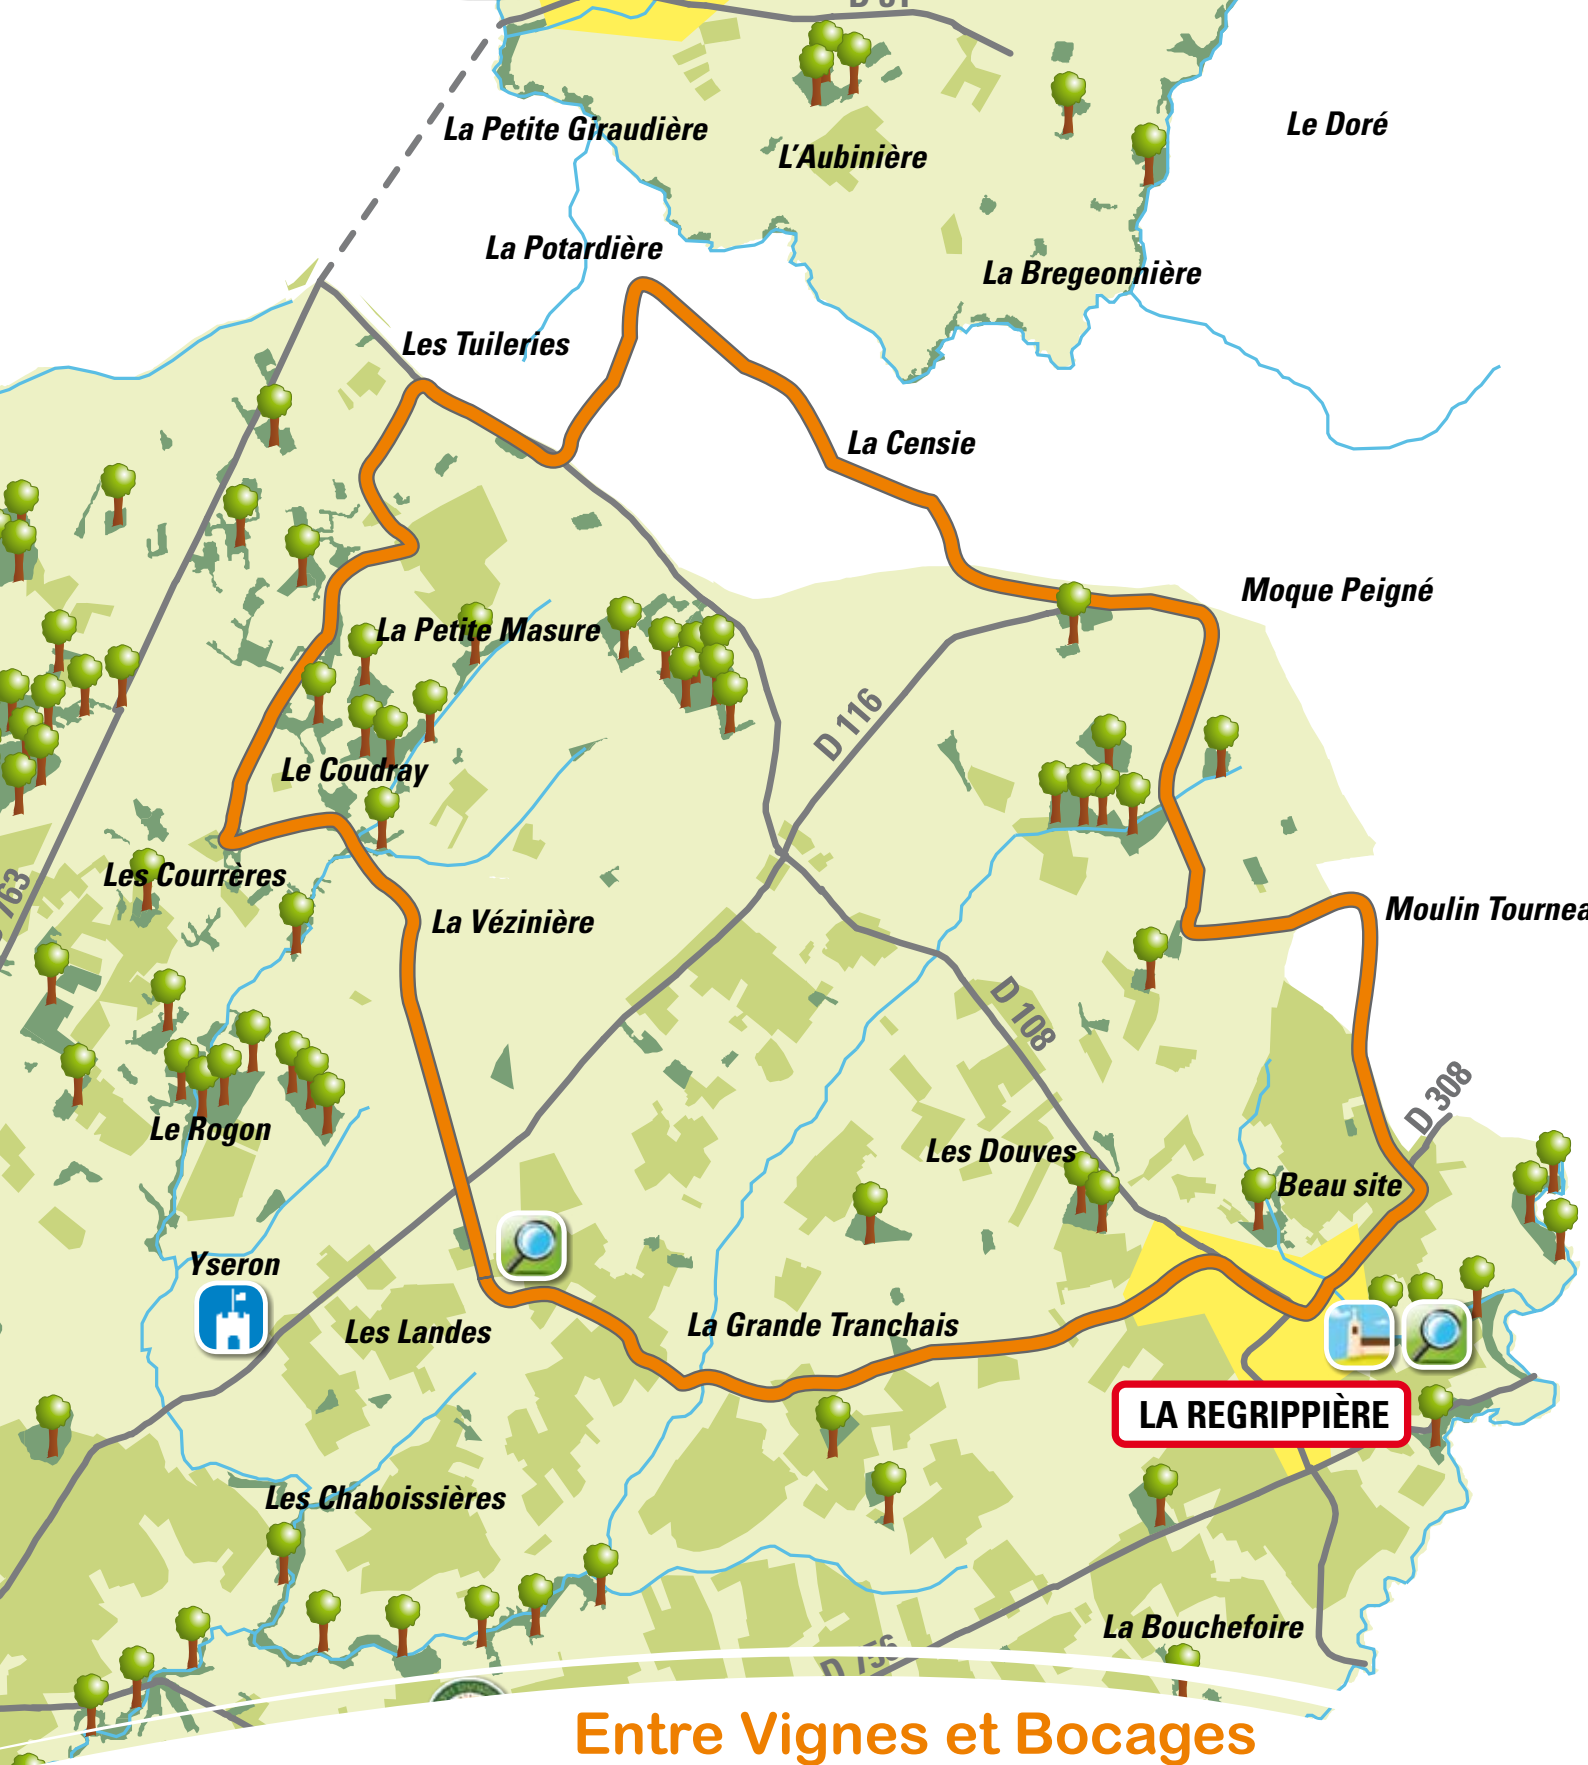 La Petite Giraudière
Le Doré
L'Aubinière
La Potardière
La Bregeonnière
Les Tuileries
La Censie
Moque Peigné
La Petite Masure
D 116
Le Coudray
Les Courrères
763
La Vézinière
D 108
D 308
Le Rogon
Les Douves
Beau site
Yseron
Les Landes
La Grande Tranchais
LA REGRIPPIÈRE
Les Chaboissières
La Bouchefoire
D 756
Entre Vignes et Bocages